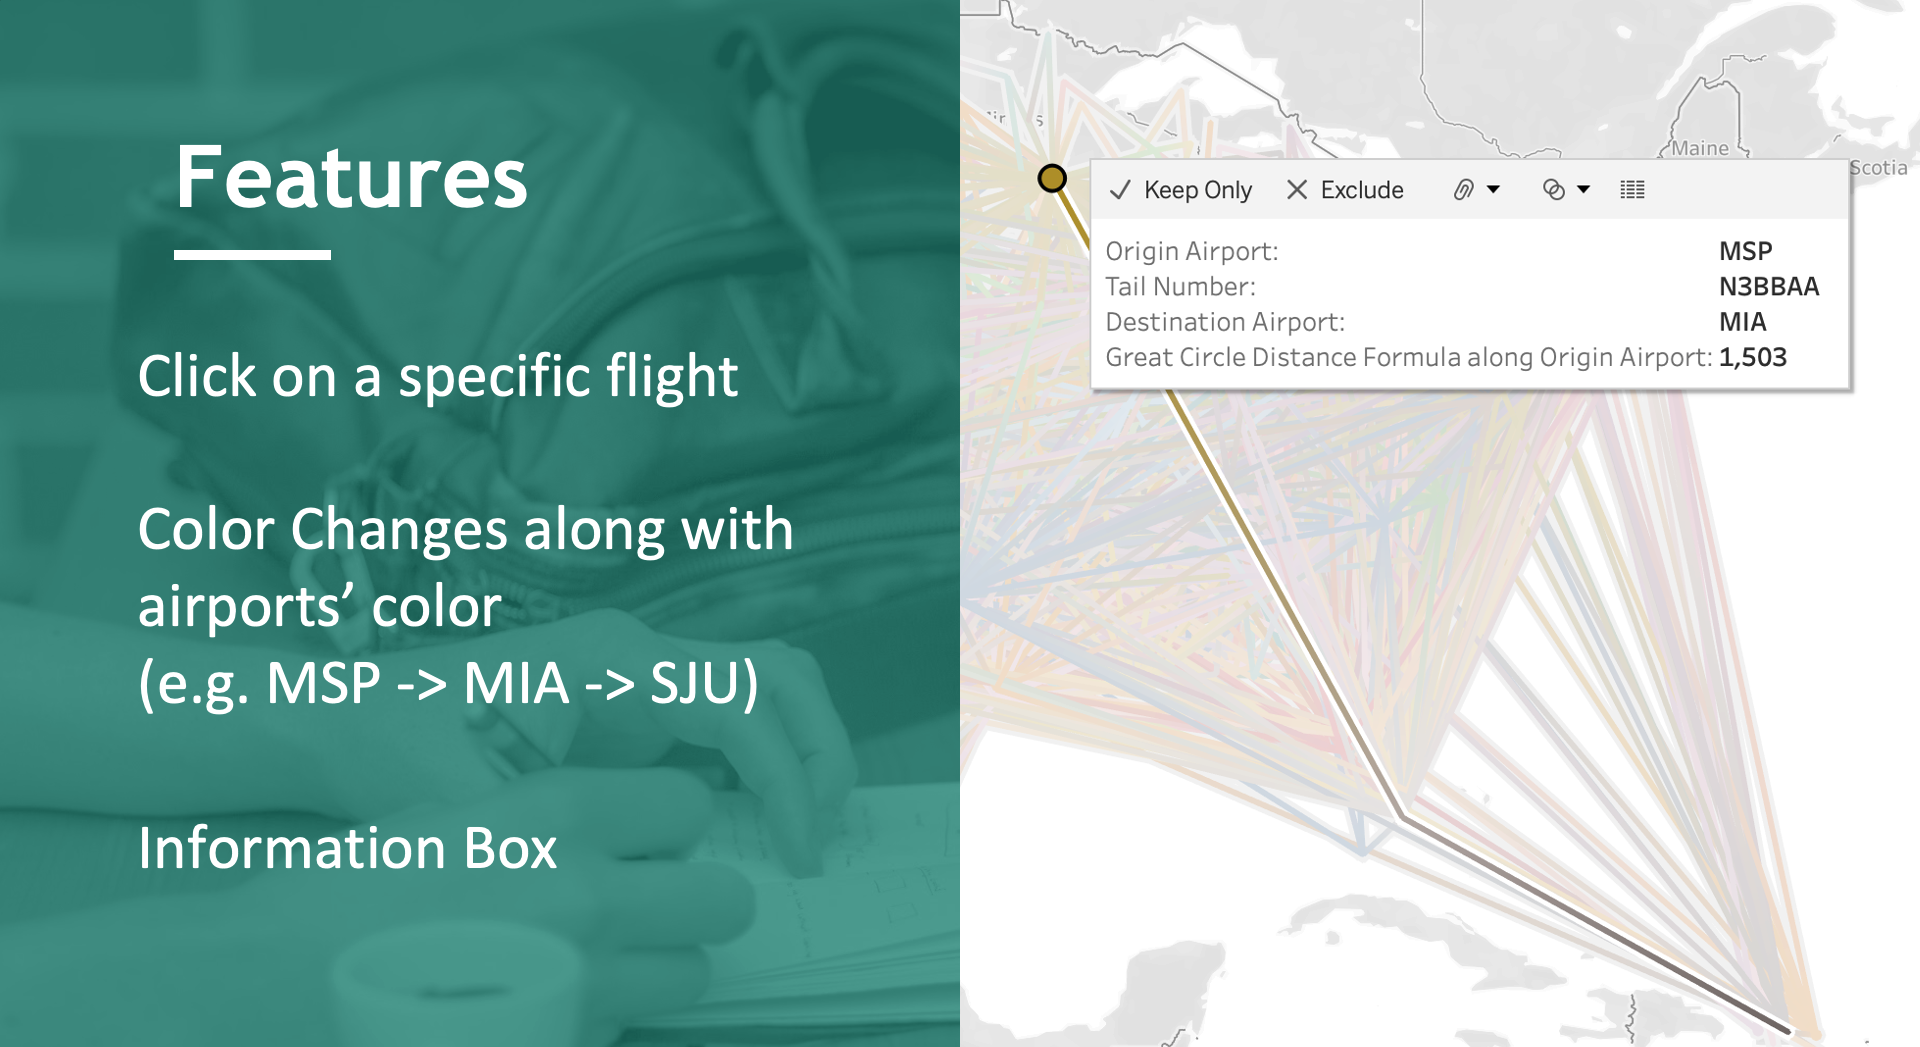 Features
Click on a specific flight
Color Changes along with
airports’ color
(e.g. MSP -> MIA -> SJU)
Information Box
Maine
Scotia
Keep Only Exclude
Origin Airport: MSP
Tail Number: N3BBAA
Destination Airport: MIA
Great Circle Distance Formula along Origin Airport: 1,503